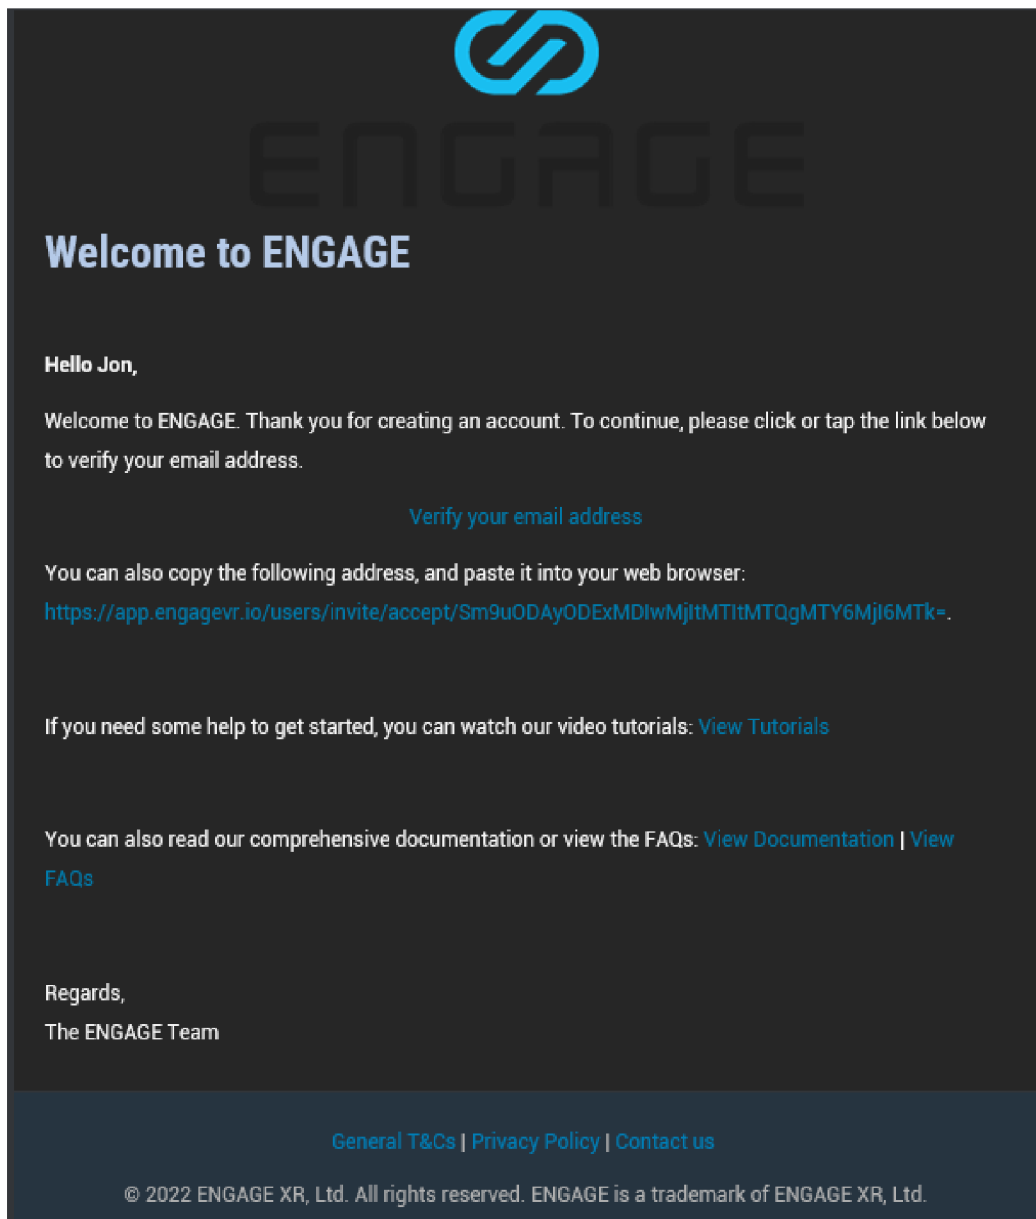 ENGAGE
Welcome to ENGAGE
Hello Jon,
Welcome to ENGAGE. Thank you for creating an account. To continue, please click or tap the link below
to verify your email address.
Verify your email address
You can also copy the following address, and paste it into your web browser:
https://app.engagevr.io/users/invite/accept/Sm9uODAyODExMDIwMjItMTItMTQgMTY6MjI6MTk=.
If you need some help to get started, you can watch our video tutorials: View Tutorials
You can also read our comprehensive documentation or view the FAQs: View Documentation | View
FAQs
Regards,
The ENGAGE Team
General T&Cs | Privacy Policy | Contact us
© 2022 ENGAGE XR, Ltd. All rights reserved. ENGAGE is a trademark of ENGAGE XR, Ltd.